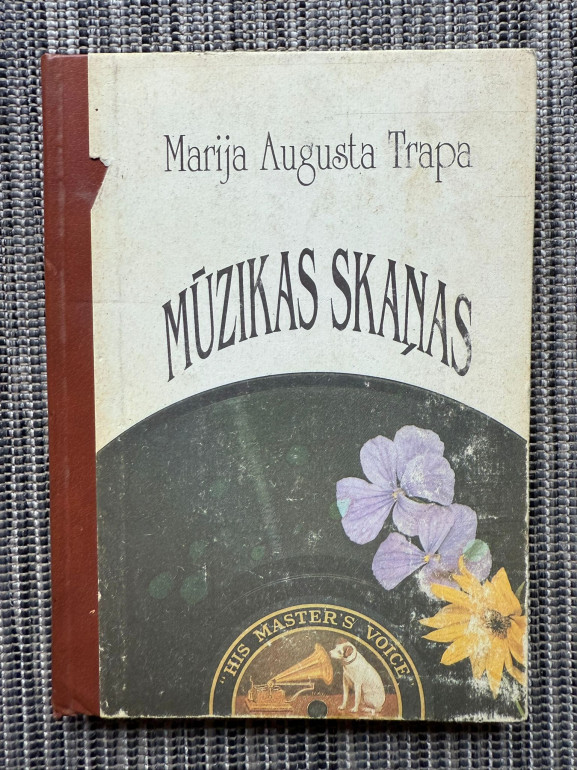 Marija Augusta Trapa
MŪZIKAS SKAŅAS
"HIS MASTER'S VOICE"